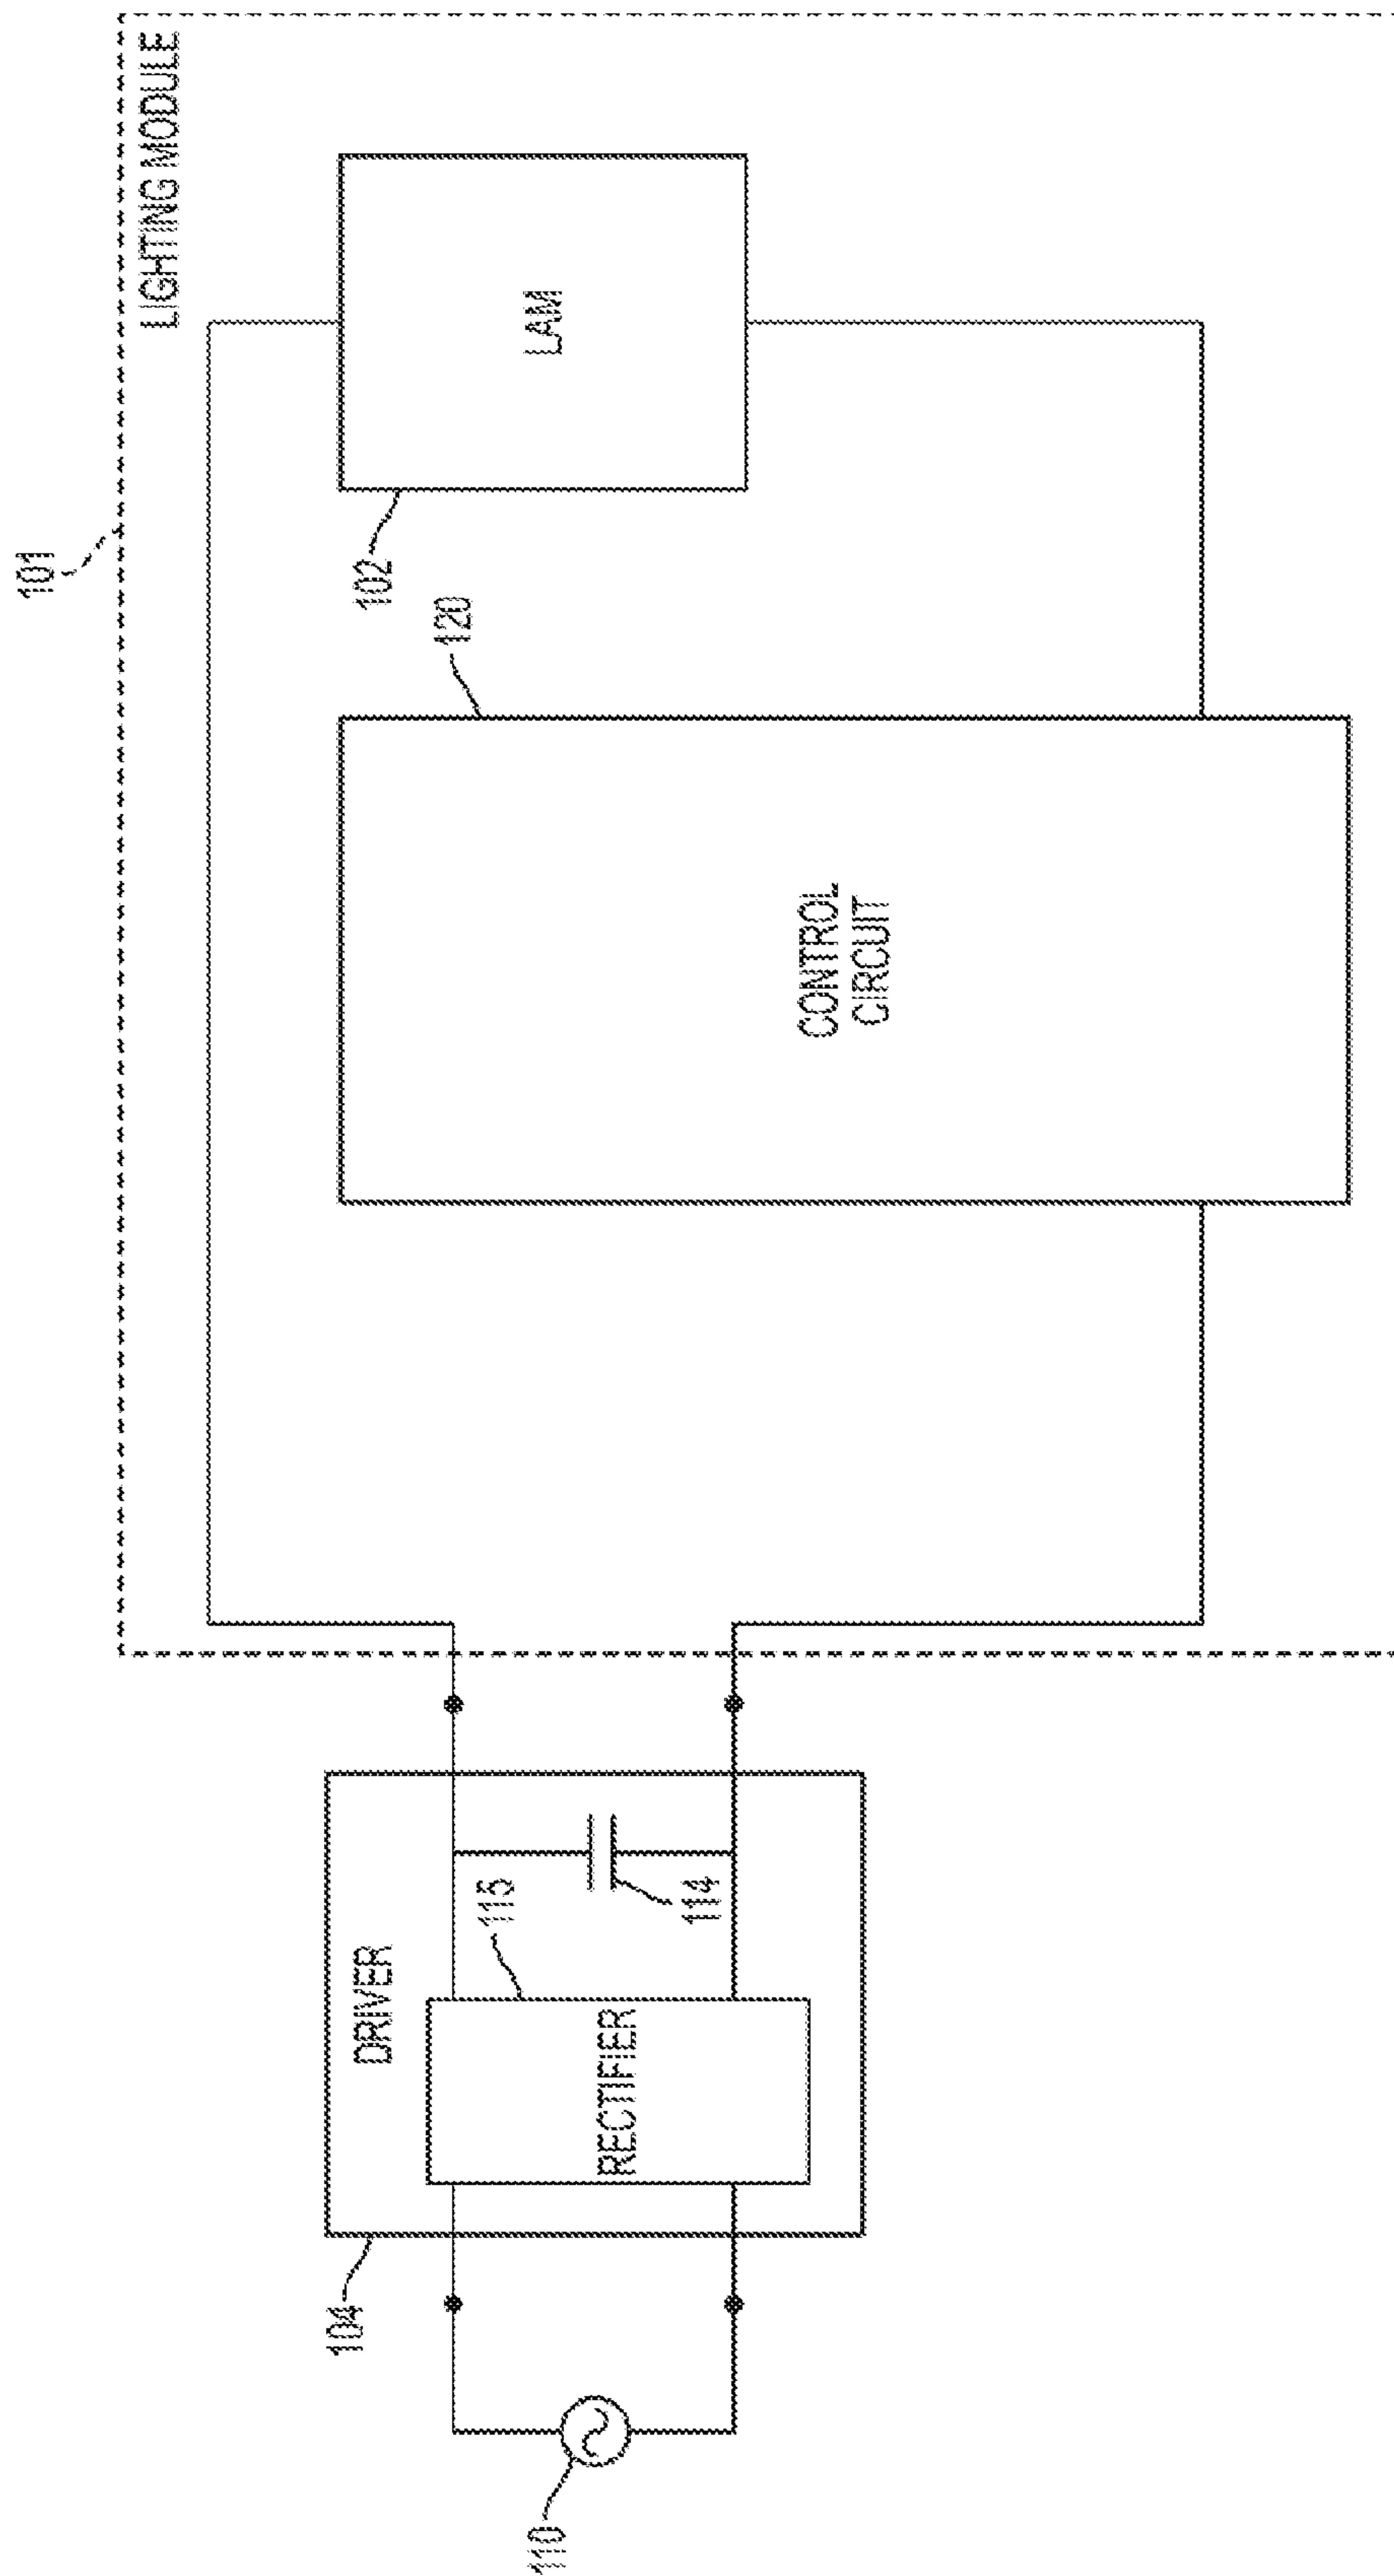 101
LIGHTING MODULE
LAM
102
120
CONTROL
CIRCUIT
DRIVER
115
114
RECTIFIER
104
110